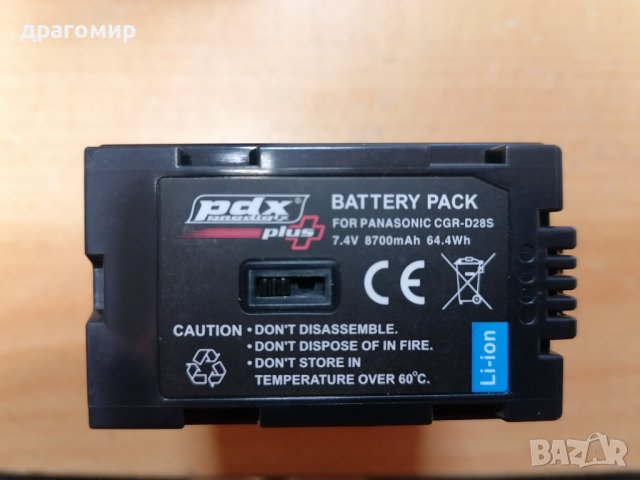 драгомир
pdx
plus
BATTERY PACK
FOR PANASONIC CGR-D28S
7.4V 8700mAh 64.4Wh
CE
CAUTION • DON'T DISASSEMBLE.
• DON'T DISPOSE OF IN FIRE.
• DON'T STORE IN
TEMPERATURE OVER 60°C.
Li-ion
BAZAR